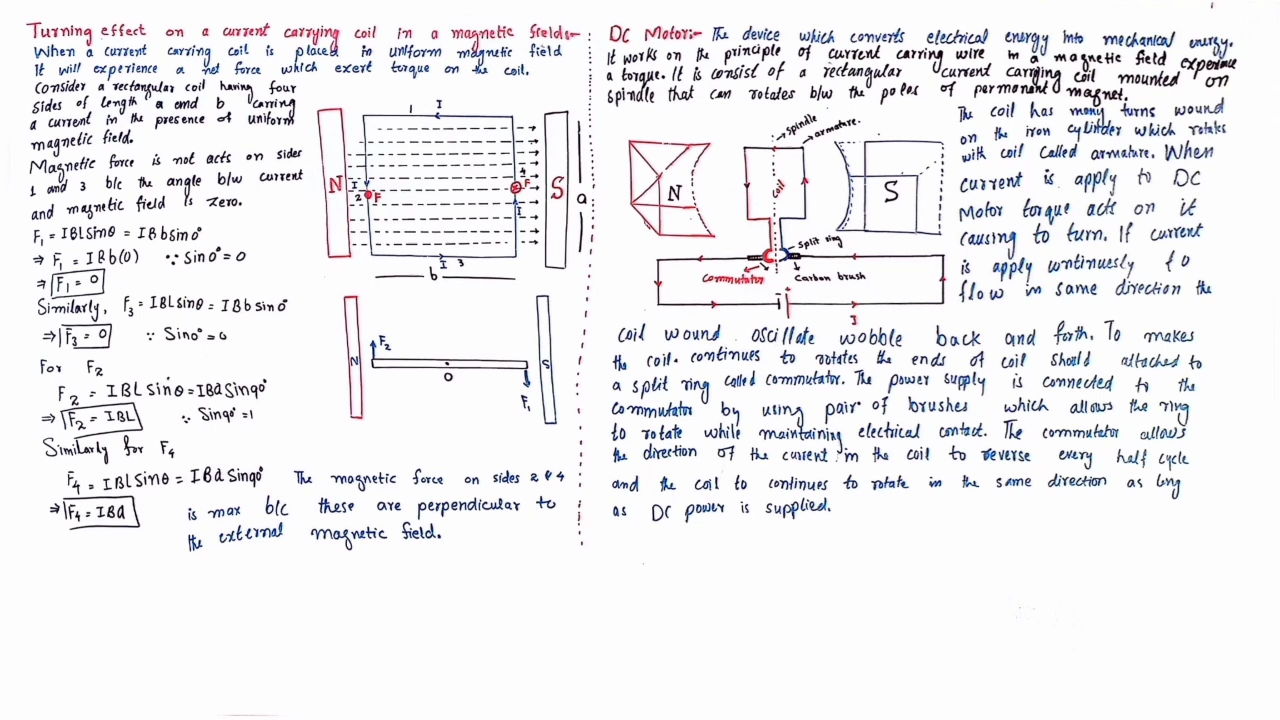 Turning effect on a current carrying coil in a magnetic fields:-
When a current carring coil is placed in uniform magnetic field
It will experience a net force which exert torque on the coil.
Consider a rectangular coil having four
sides of length a and b carring
a current in the presence of uniform
magnetic field.
Magnetic force is not acts on sides
1 and 3 b/c the angle b/w current
and magnetic field is zero.
F₁ = IBLsinθ = IBbsin0°
⇒ F₁ = IBb(0) ∵ Sin0° = 0
⇒ F₁ = 0
Similarly, F₃ = IBLsinθ = IBb sin0°
⇒ F₃ = 0 ∵ Sin0° = 0
For F₂
F₂ = IBLsinθ = IBaSin90°
⇒ F₂ = IBL ∵ Sin90° = 1
Similarly for F₄
F₄ = IBLsinθ = IBaSin90°
⇒ F₄ = IBa
The magnetic force on sides 2 & 4
is max b/c these are perpendicular to
the external magnetic field.
1 I
N
I
2 F
4
F
I
S
a
I 3
b
N
F₂
O
F₁
S
DC Motor:- The device which converts electrical energy into mechanical energy.
It works on the principle of current carring wire in a magnetic field experience
a torque. It is consist of a rectangular current carrying coil mounted on
spindle that can rotates b/w the poles of permanent magnet.
The coil has many turns wound
on the iron cylinder which rotates
with coil called armature. When
current is apply to DC
Motor torque acts on it
causing to turn. If current
is apply continuesly to
flow in same direction the
coil wound oscillate wobble back and forth. To makes
the coil continues to rotates the ends of coil should attached to
a split ring called commutator. The power supply is connected to the
commutator by using pair of brushes which allows the ring
to rotate while maintaining electrical contact. The commutator allows
the direction of the current in the coil to reverse every half cycle
and the coil to continues to rotate in the same direction as long
as DC power is supplied.
spindle
armature.
N
coil
S
split ring
commutator
Carbon brush
- +
I